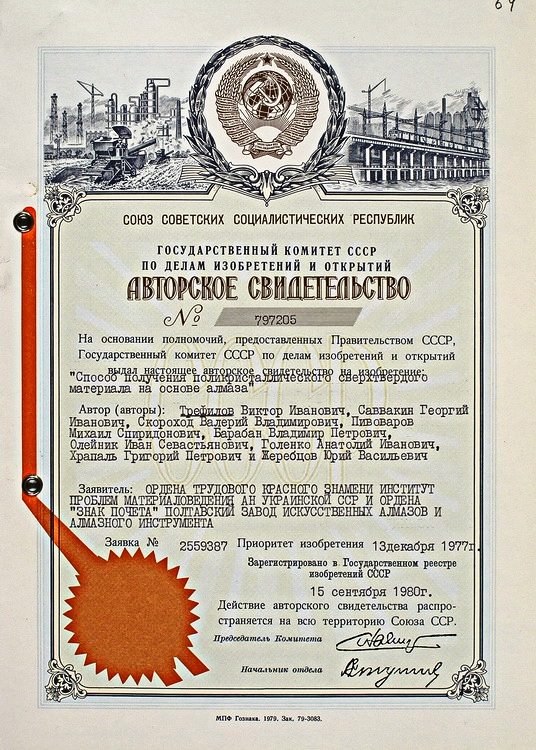 64
СОЮЗ СОВЕТСКИХ СОЦИАЛИСТИЧЕСКИХ РЕСПУБЛИК
ГОСУДАРСТВЕННЫЙ КОМИТЕТ СССР
ПО ДЕЛАМ ИЗОБРЕТЕНИЙ И ОТКРЫТИЙ
АВТОРСКОЕ СВИДЕТЕЛЬСТВО
№ 797205
На основании полномочий, предоставленных Правительством СССР,
Государственный комитет СССР по делам изобретений и открытий
выдал настоящее авторское свидетельство на изобретение:
"Способ получения поликристаллического сверхтвердого
материала на основе алмаза"
Автор (авторы): Трефилов Виктор Иванович, Саввакин Георгий
Иванович, Скороход Валерий Владимирович, Пивоваров
Михаил Спиридонович, Барабан Владимир Петрович,
Олейник Иван Севастьянович, Голенко Анатолий Иванович,
Храпаль Григорий Петрович и Жеребцов Юрий Васильевич
Заявитель: ОРДЕНА ТРУДОВОГО КРАСНОГО ЗНАМЕНИ ИНСТИТУТ
ПРОБЛЕМ МАТЕРИАЛОВЕДЕНИЯ АН УКРАИНСКОЙ ССР И ОРДЕНА
"ЗНАК ПОЧЕТА" ПОЛТАВСКИЙ ЗАВОД ИСКУССТВЕННЫХ АЛМАЗОВ И
АЛМАЗНОГО ИНСТРУМЕНТА
Заявка № 2559387 Приоритет изобретения 13декабря 1977г.
Зарегистрировано в Государственном реестре
изобретений СССР
15 сентября 1980г.
Действие авторского свидетельства распро-
страняется на всю территорию Союза ССР.
Председатель Комитета
Начальник отдела
МПФ Гознака. 1979. Зак. 79-3083.